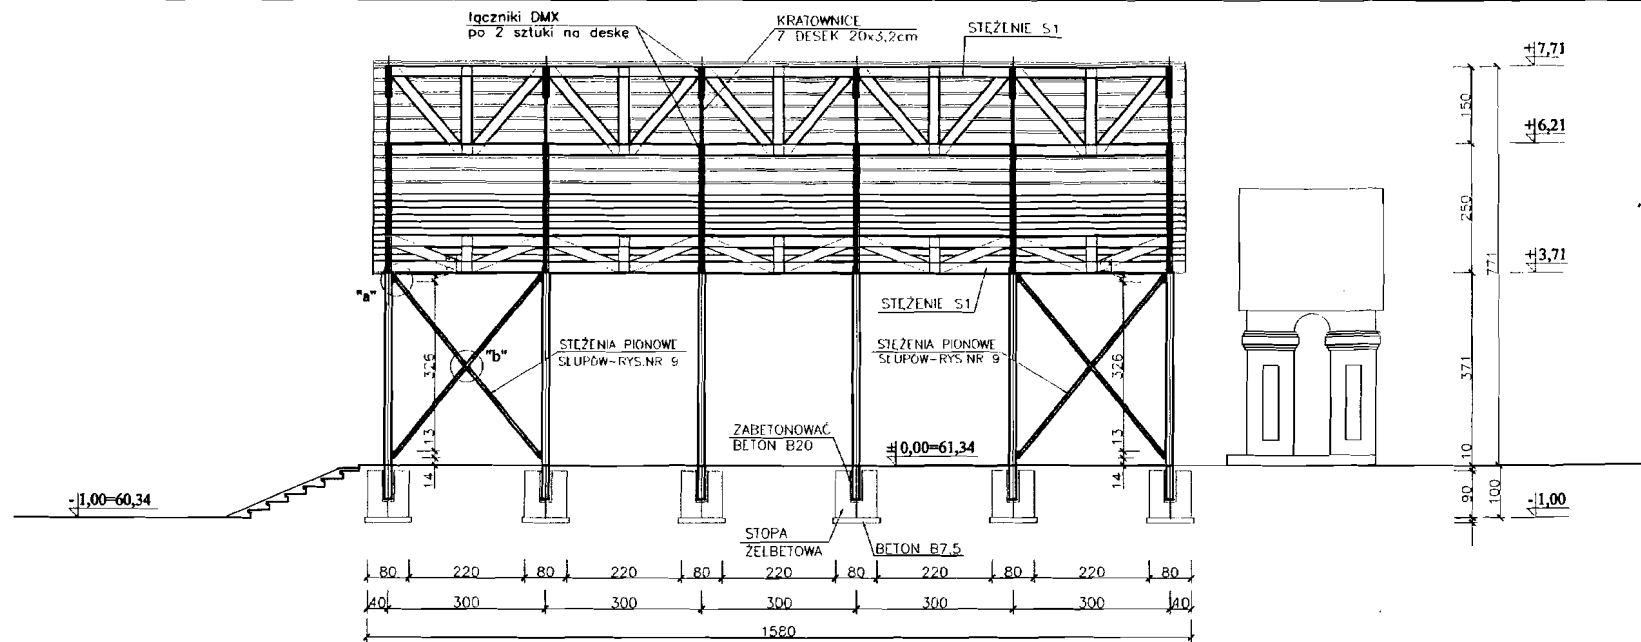 łączniki DMX
po 2 sztuki na deskę
KRATOWNICE
7 DESEK 20x3,2cm
STĘŻENIE S1
+7,71
150
+6,21
250
771
+3,71
"a"
STĘŻENIE S1
STĘŻENIA PIONOWE
SŁUPÓW-RYS.NR 9
"b"
326
STĘŻENIA PIONOWE
SŁUPÓW-RYS.NR 9
326
371
13
ZABETONOWAĆ
BETON B20
± 0,00=61,34
13
10
14
14
-1,00=60,34
90
100
-1,00
STOPA
ŻELBETOWA
BETON B7,5
80 220 80 220 80 220 80 220 80 220 80
40 300 300 300 300 300 40
1580